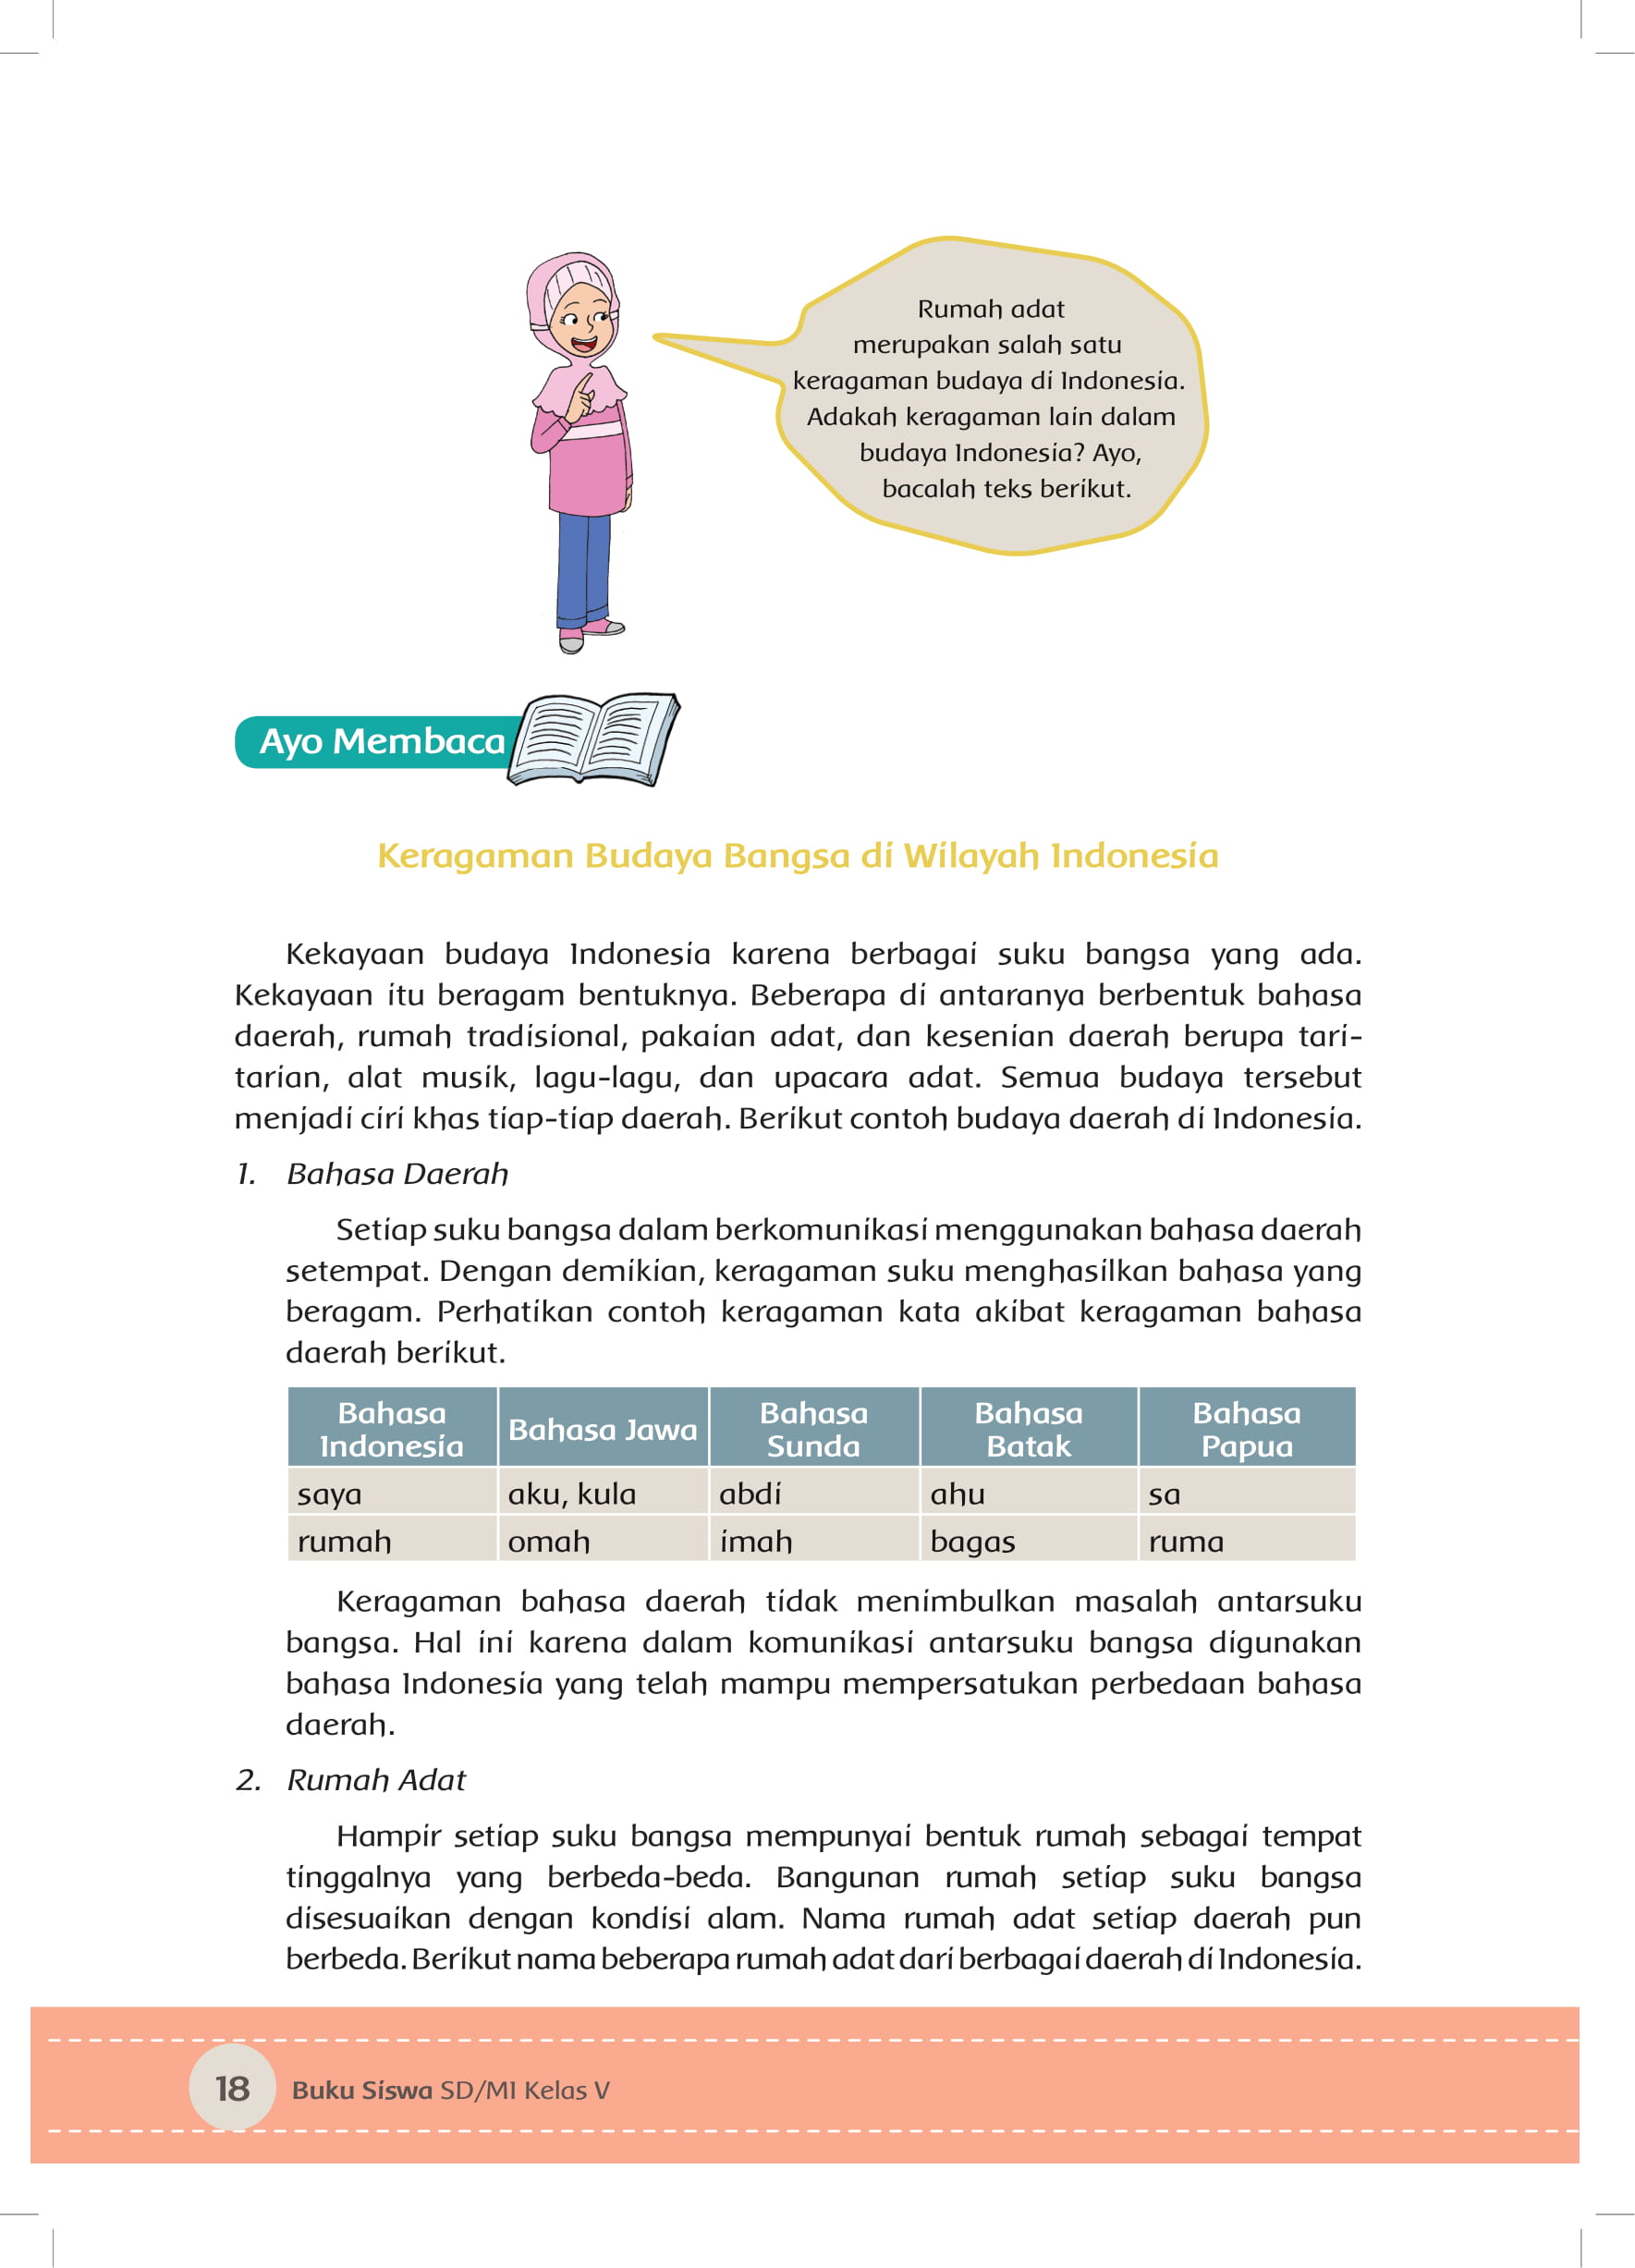 Rumah adat
merupakan salah satu
keragaman budaya di Indonesia.
Adakah keragaman lain dalam
budaya Indonesia? Ayo,
bacalah teks berikut.
Ayo Membaca
Keragaman Budaya Bangsa di Wilayah Indonesia
Kekayaan budaya Indonesia karena berbagai suku bangsa yang ada.
Kekayaan itu beragam bentuknya. Beberapa di antaranya berbentuk bahasa
daerah, rumah tradisional, pakaian adat, dan kesenian daerah berupa tari-
tarian, alat musik, lagu-lagu, dan upacara adat. Semua budaya tersebut
menjadi ciri khas tiap-tiap daerah. Berikut contoh budaya daerah di Indonesia.
1. Bahasa Daerah
Setiap suku bangsa dalam berkomunikasi menggunakan bahasa daerah
setempat. Dengan demikian, keragaman suku menghasilkan bahasa yang
beragam. Perhatikan contoh keragaman kata akibat keragaman bahasa
daerah berikut.
Bahasa Indonesia Bahasa Jawa Bahasa Sunda Bahasa Batak Bahasa Papua
saya aku, kula abdi ahu sa
rumah omah imah bagas ruma
Keragaman bahasa daerah tidak menimbulkan masalah antarsuku
bangsa. Hal ini karena dalam komunikasi antarsuku bangsa digunakan
bahasa Indonesia yang telah mampu mempersatukan perbedaan bahasa
daerah.
2. Rumah Adat
Hampir setiap suku bangsa mempunyai bentuk rumah sebagai tempat
tinggalnya yang berbeda-beda. Bangunan rumah setiap suku bangsa
disesuaikan dengan kondisi alam. Nama rumah adat setiap daerah pun
berbeda. Berikut nama beberapa rumah adat dari berbagai daerah di Indonesia.
18 Buku Siswa SD/MI Kelas V